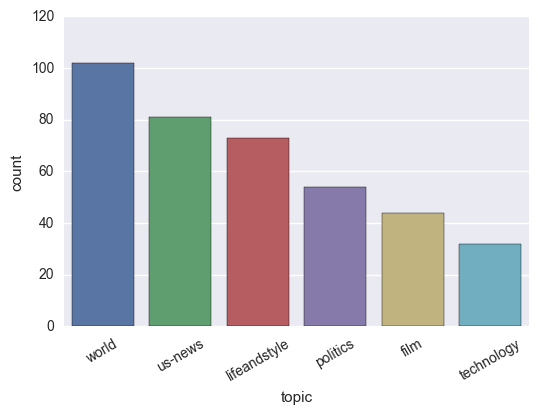 120
100
80
60
40
20
0
count
world
us-news
lifeandstyle
politics
film
technology
topic